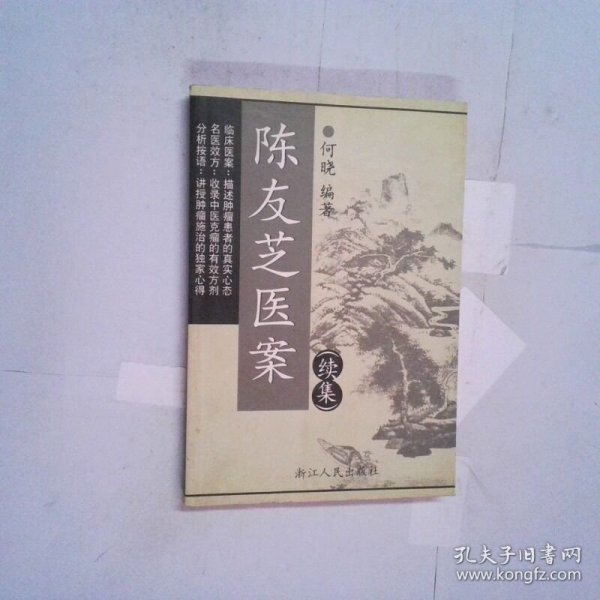 陈友芝医案
（续集）
●何晓 编著
临床医案：描述肿瘤患者的真实心态
名医效方：收录中医克瘤的有效方剂
分析按语：讲授肿瘤施治的独家心得
浙江人民出版社
孔夫子旧书网
www.kongfz.com